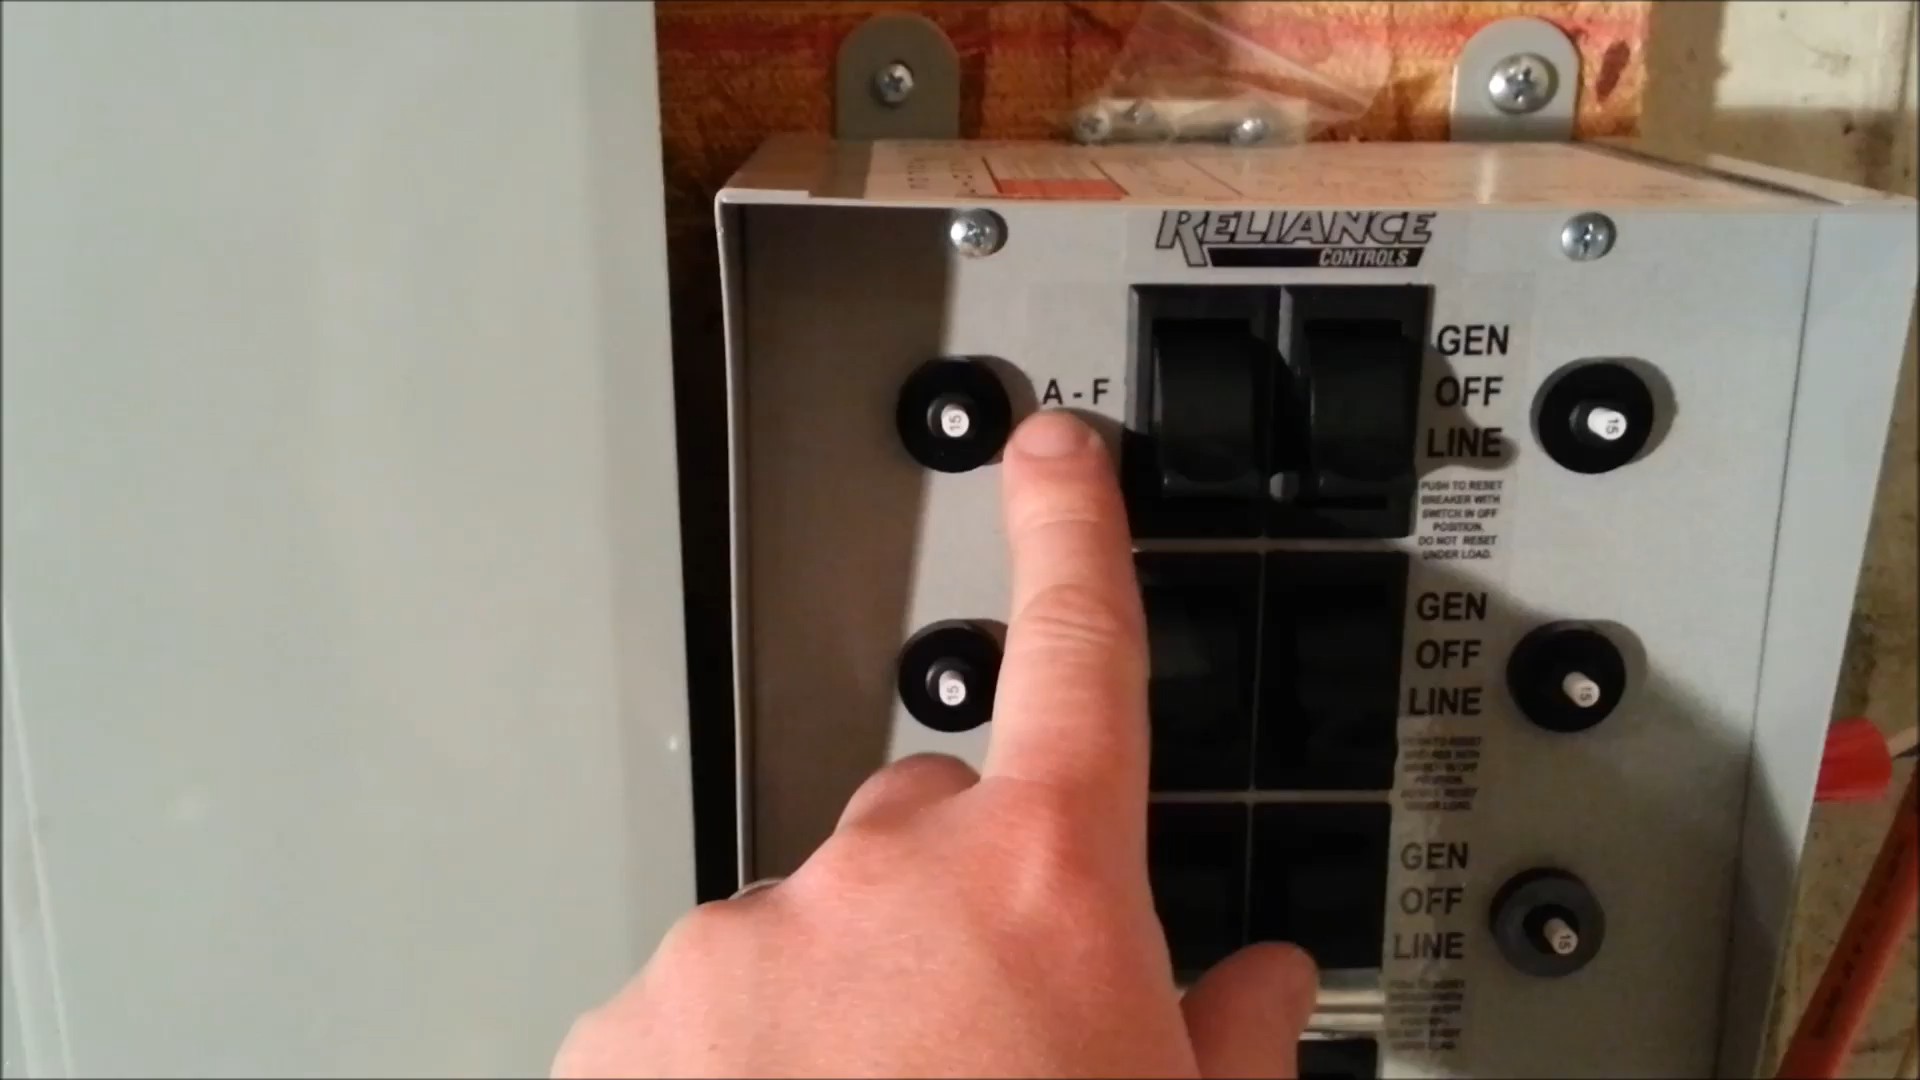 RELIANCE
CONTROLS
GEN
A - F
OFF
LINE
15
15
PUSH TO RESET
BREAKER WITH
SWITCH IN OFF
POSITION.
DO NOT RESET
UNDER LOAD.
GEN
OFF
LINE
15
15
GEN
OFF
LINE
15